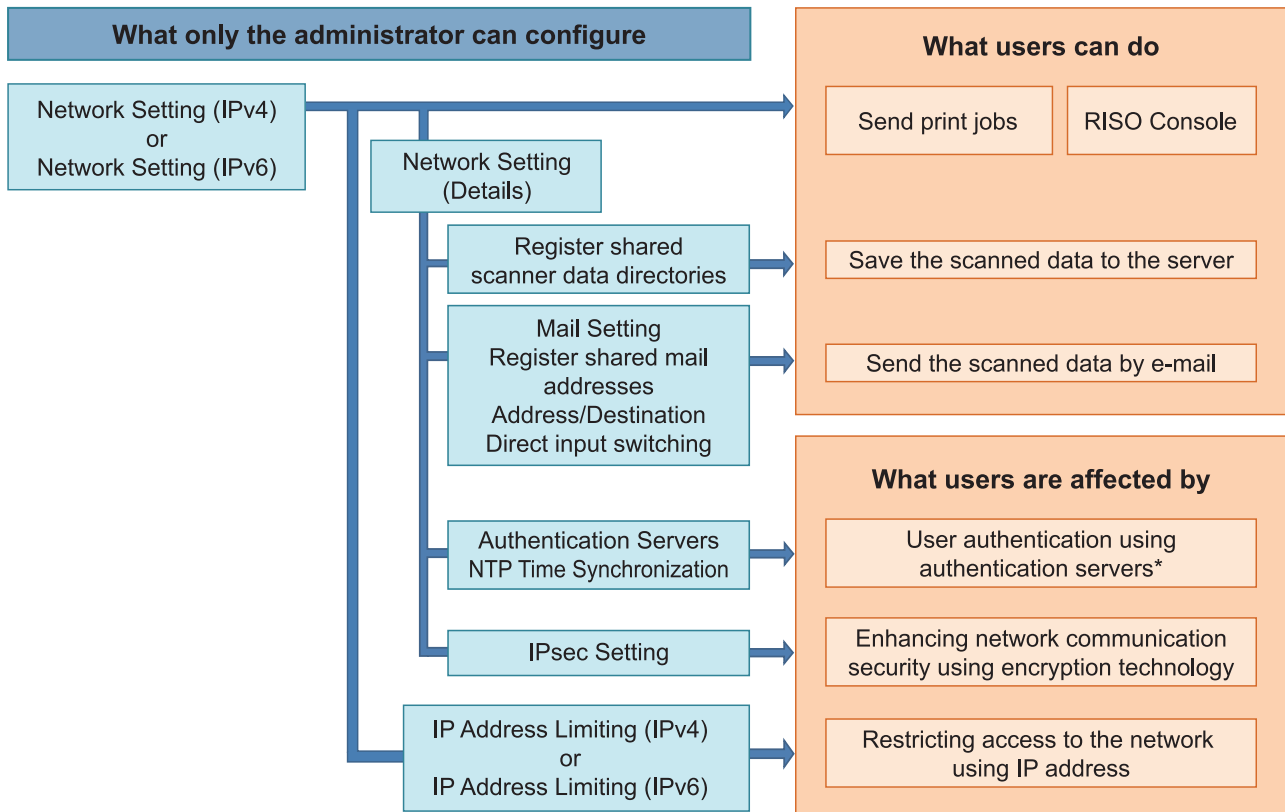 What only the administrator can configure
What users can do
Network Setting (IPv4)
or
Network Setting (IPv6)
Send print jobs
RISO Console
Network Setting
(Details)
Register shared
scanner data directories
Save the scanned data to the server
Mail Setting
Register shared mail
addresses
Address/Destination
Direct input switching
Send the scanned data by e-mail
What users are affected by
Authentication Servers
NTP Time Synchronization
User authentication using
authentication servers*
IPsec Setting
Enhancing network communication
security using encryption technology
IP Address Limiting (IPv4)
or
IP Address Limiting (IPv6)
Restricting access to the network
using IP address